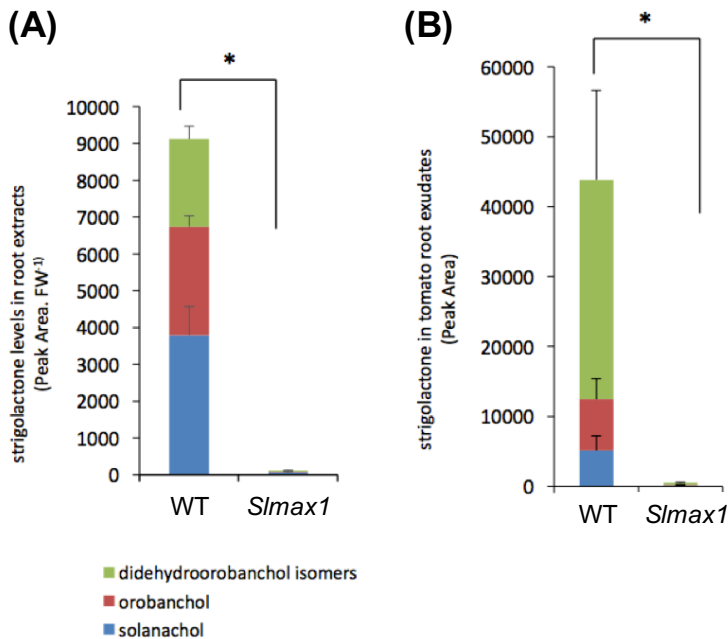 (A)
*
strigolactone levels in root extracts
(Peak Area. FW⁻¹)
10000
9000
8000
7000
6000
5000
4000
3000
2000
1000
0
WT
Slmax1
(B)
*
strigolactone in tomato root exudates
(Peak Area)
60000
50000
40000
30000
20000
10000
0
WT
Slmax1
didehydroorobanchol isomers
orobanchol
solanachol